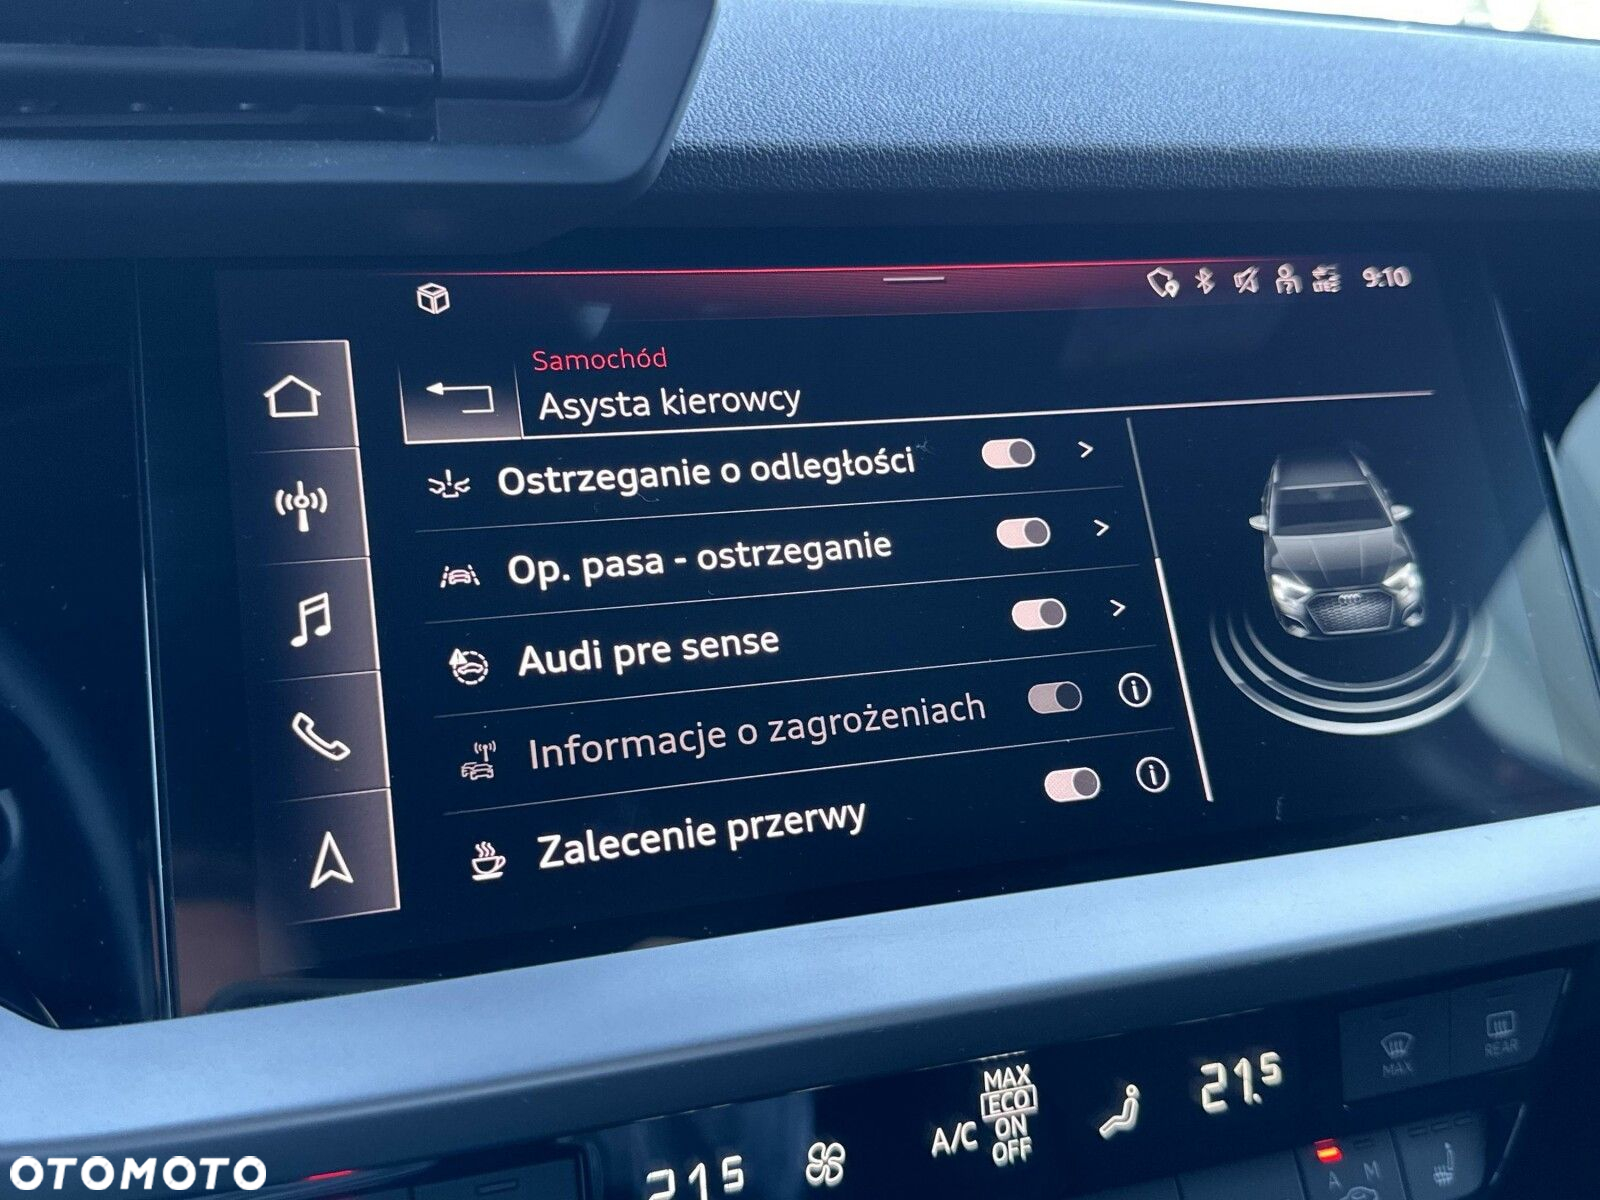 9:10
Samochód
Asysta kierowcy
Ostrzeganie o odległości
Op. pasa - ostrzeganie
Audi pre sense
Informacje o zagrożeniach
Zalecenie przerwy
MAX
REAR
MAX
ECO
A/C ON
OFF
21.5
21.5
A M
OTOMOTO